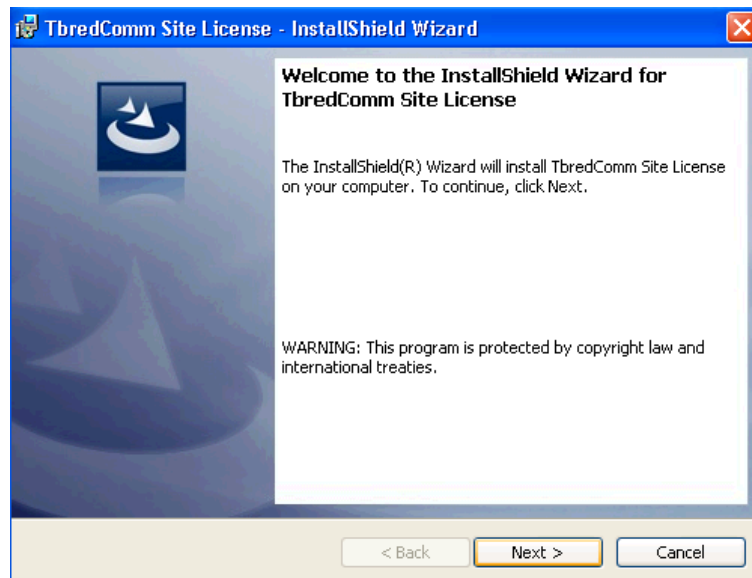 TbredComm Site License - InstallShield Wizard
Welcome to the InstallShield Wizard for
TbredComm Site License
The InstallShield(R) Wizard will install TbredComm Site License
on your computer. To continue, click Next.
WARNING: This program is protected by copyright law and
international treaties.
< Back
Next >
Cancel